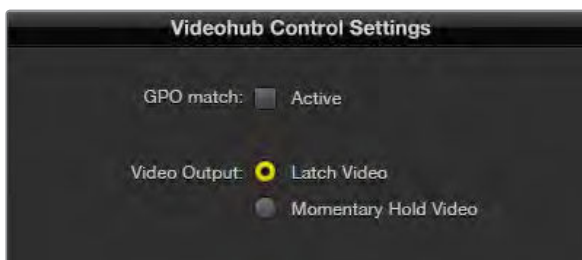 Videohub Control Settings
GPO match: Active
Video Output: Latch Video
Momentary Hold Video